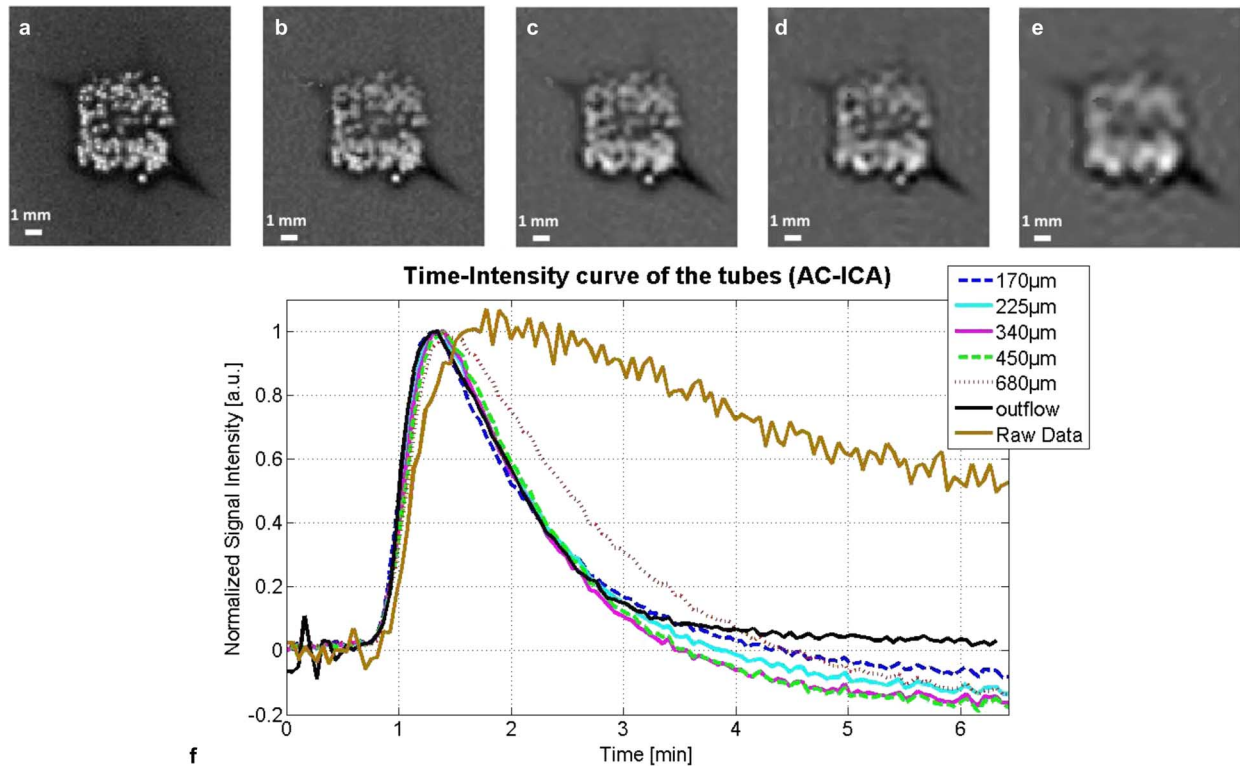 a b c d e
1 mm 1 mm 1 mm 1 mm 1 mm
Time-Intensity curve of the tubes (AC-ICA)
170µm
225µm
340µm
450µm
680µm
outflow
Raw Data
Normalized Signal Intensity [a.u.]
1
0.8
0.6
0.4
0.2
0
-0.2
0 1 2 3 4 5 6
Time [min]
f